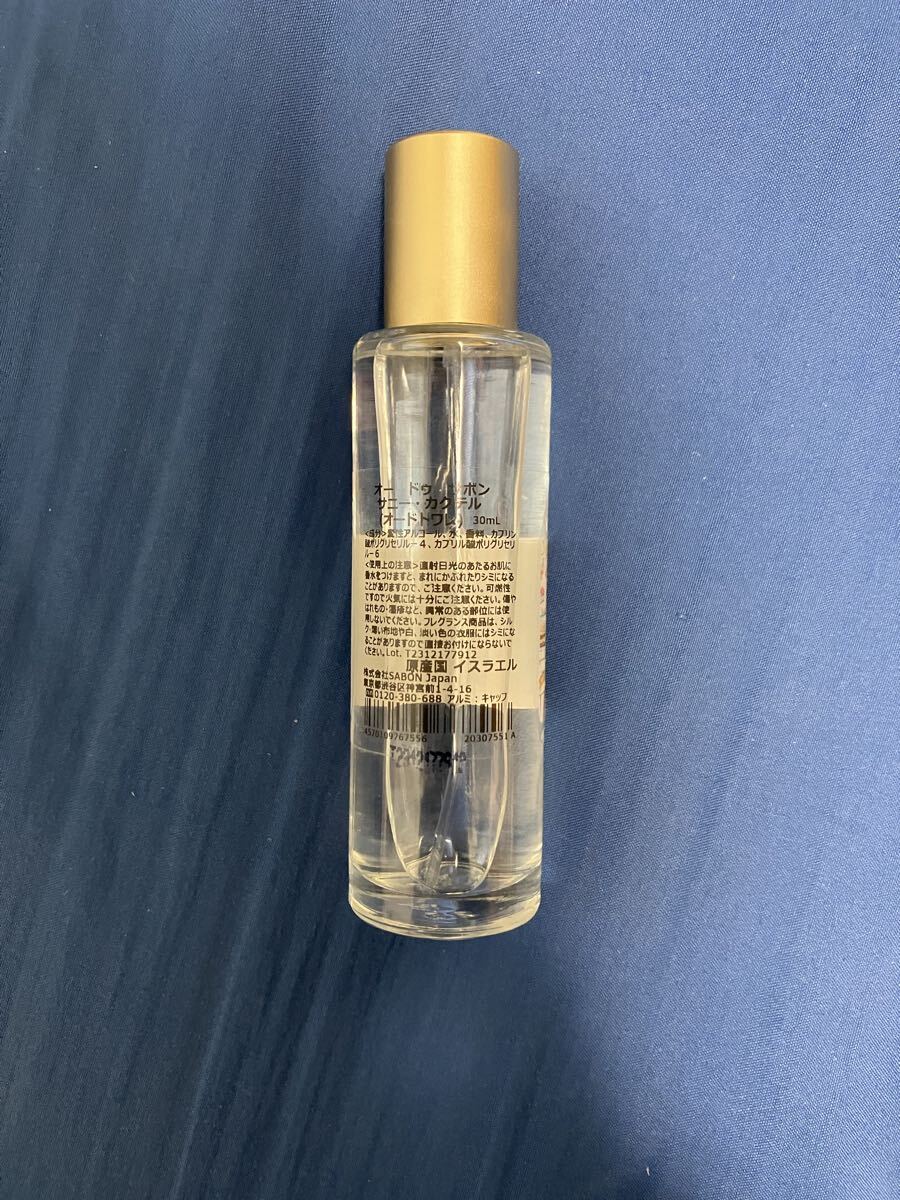 オー ドゥ サボン
サニー・カクテル
(オードトワレ) 30mL
<成分>変性アルコール、水、香料、カプリン
酸ポリグリセリル－４、カプリル酸ポリグリセリ
ル－６
<使用上の注意>直射日光のあたるお肌に
香水をつけますと、まれにかぶれたりシミになる
ことがありますので、ご注意ください。可燃性
ですので火気には十分にご注意ください。傷や
はれもの・湿疹など、異常のある部位には使
用しないでください。フレグランス商品は、シル
ク・薄い布地や白、淡い色の衣服にはシミにな
ることがありますので直接お付けにならないで
ください。Lot. T2312177912
原産国 イスラエル
株式会社SABON Japan
東京都渋谷区神宮前1-4-16
0120-380-688 アルミ：キャップ
4570109767556 20307551 A